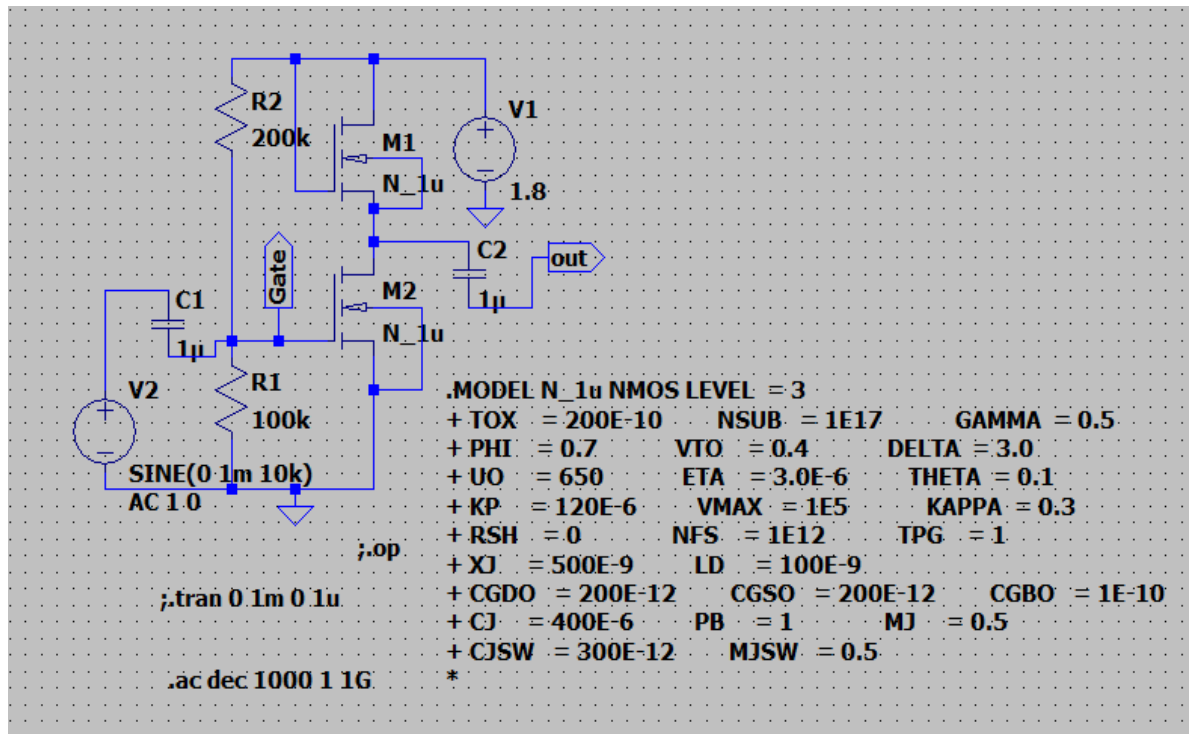 R2
200k
V1
1.8
M1
N_1u
C2
1µ
out
Gate
M2
N_1u
C1
1µ
V2
R1
100k
SINE(0 1m 10k)
AC 1 0
;.op
;.tran 0 1m 0 1u
.ac dec 1000 1 1G
.MODEL N_1u NMOS LEVEL = 3
+ TOX = 200E-10 NSUB = 1E17 GAMMA = 0.5
+ PHI = 0.7 VTO = 0.4 DELTA = 3.0
+ UO = 650 ETA = 3.0E-6 THETA = 0.1
+ KP = 120E-6 VMAX = 1E5 KAPPA = 0.3
+ RSH = 0 NFS = 1E12 TPG = 1
+ XJ = 500E-9 LD = 100E-9
+ CGDO = 200E-12 CGSO = 200E-12 CGBO = 1E-10
+ CJ = 400E-6 PB = 1 MJ = 0.5
+ CJSW = 300E-12 MJSW = 0.5
*